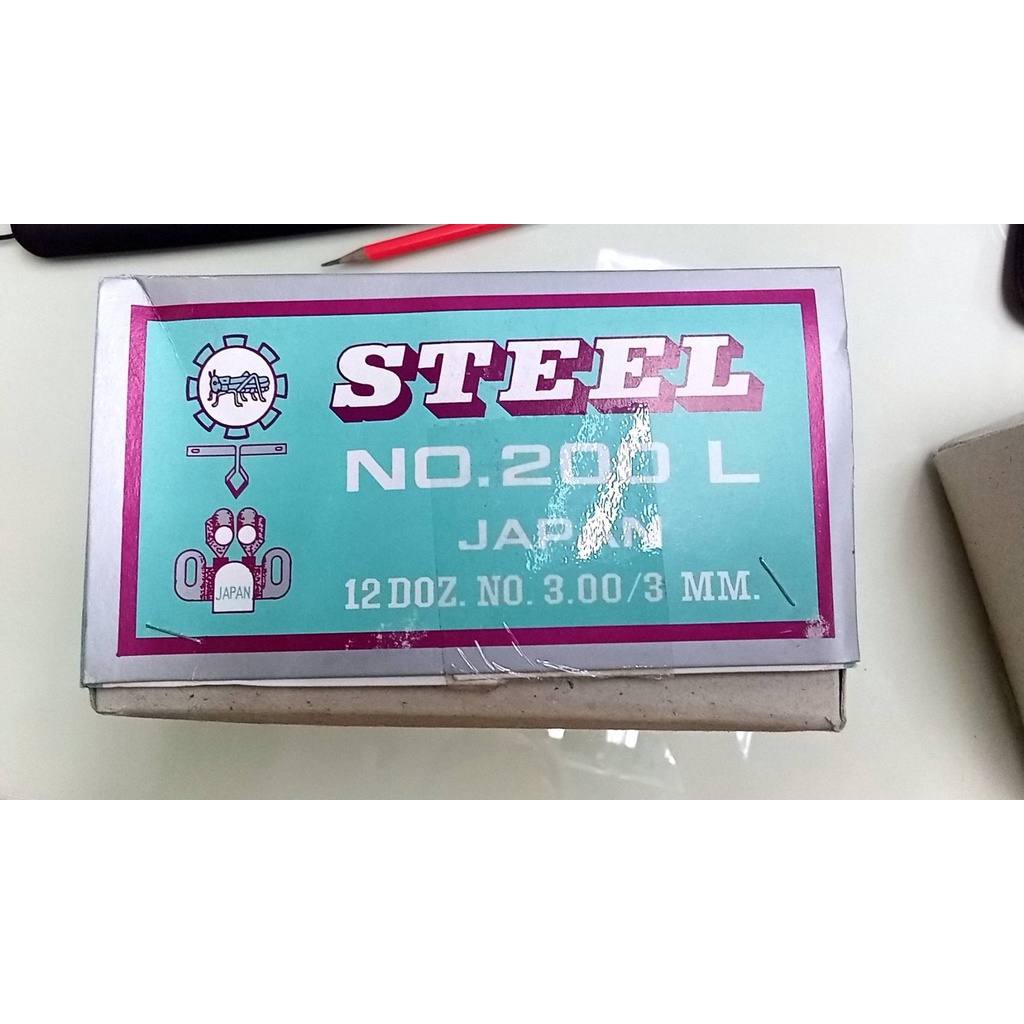 STEEL
NO.200 L
JAPAN
12 DOZ. NO. 3.00/3 MM.
JAPAN